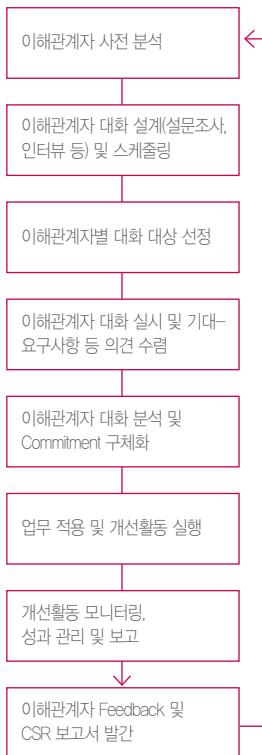 이해관계자 사전 분석
이해관계자 대화 설계(설문조사,
인터뷰 등) 및 스케줄링
이해관계자별 대화 대상 선정
이해관계자 대화 실시 및 기대–
요구사항 등 의견 수렴
이해관계자 대화 분석 및
Commitment 구체화
업무 적용 및 개선활동 실행
개선활동 모니터링,
성과 관리 및 보고
이해관계자 Feedback 및
CSR 보고서 발간